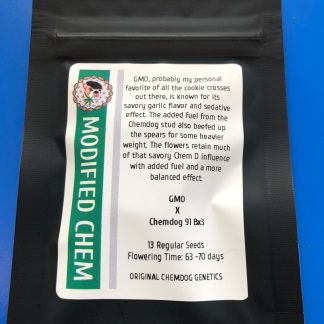 MODIFIED CHEM
GMO, probably my personal
favorite of all the cookie crosses
out there, is known for its
savory garlic flavor and sedative
effect. The added fuel from the
Chemdog stud also beefed up
the spears for some heavier
weight. The flowers retain much
of that savory Chem D influence
with added fuel and a more
balanced effect.
GMO
X
Chemdog 91 Bx3
13 Regular Seeds
Flowering Time: 63 -70 days
ORIGINAL CHEMDOG GENETICS